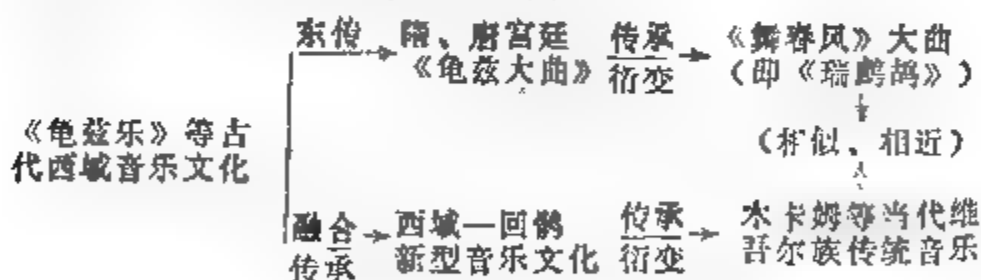 东传
隋、唐宫廷
《龟兹大曲》
传承
衍变
《舞春风》大曲
(即《瑞鹧鸪》)
《龟兹乐》等古
代西域音乐文化
(相似、相近)
融合
传承
西域—回鹘
新型音乐文化
传承
衍变
木卡姆等当代维
吾尔族传统音乐